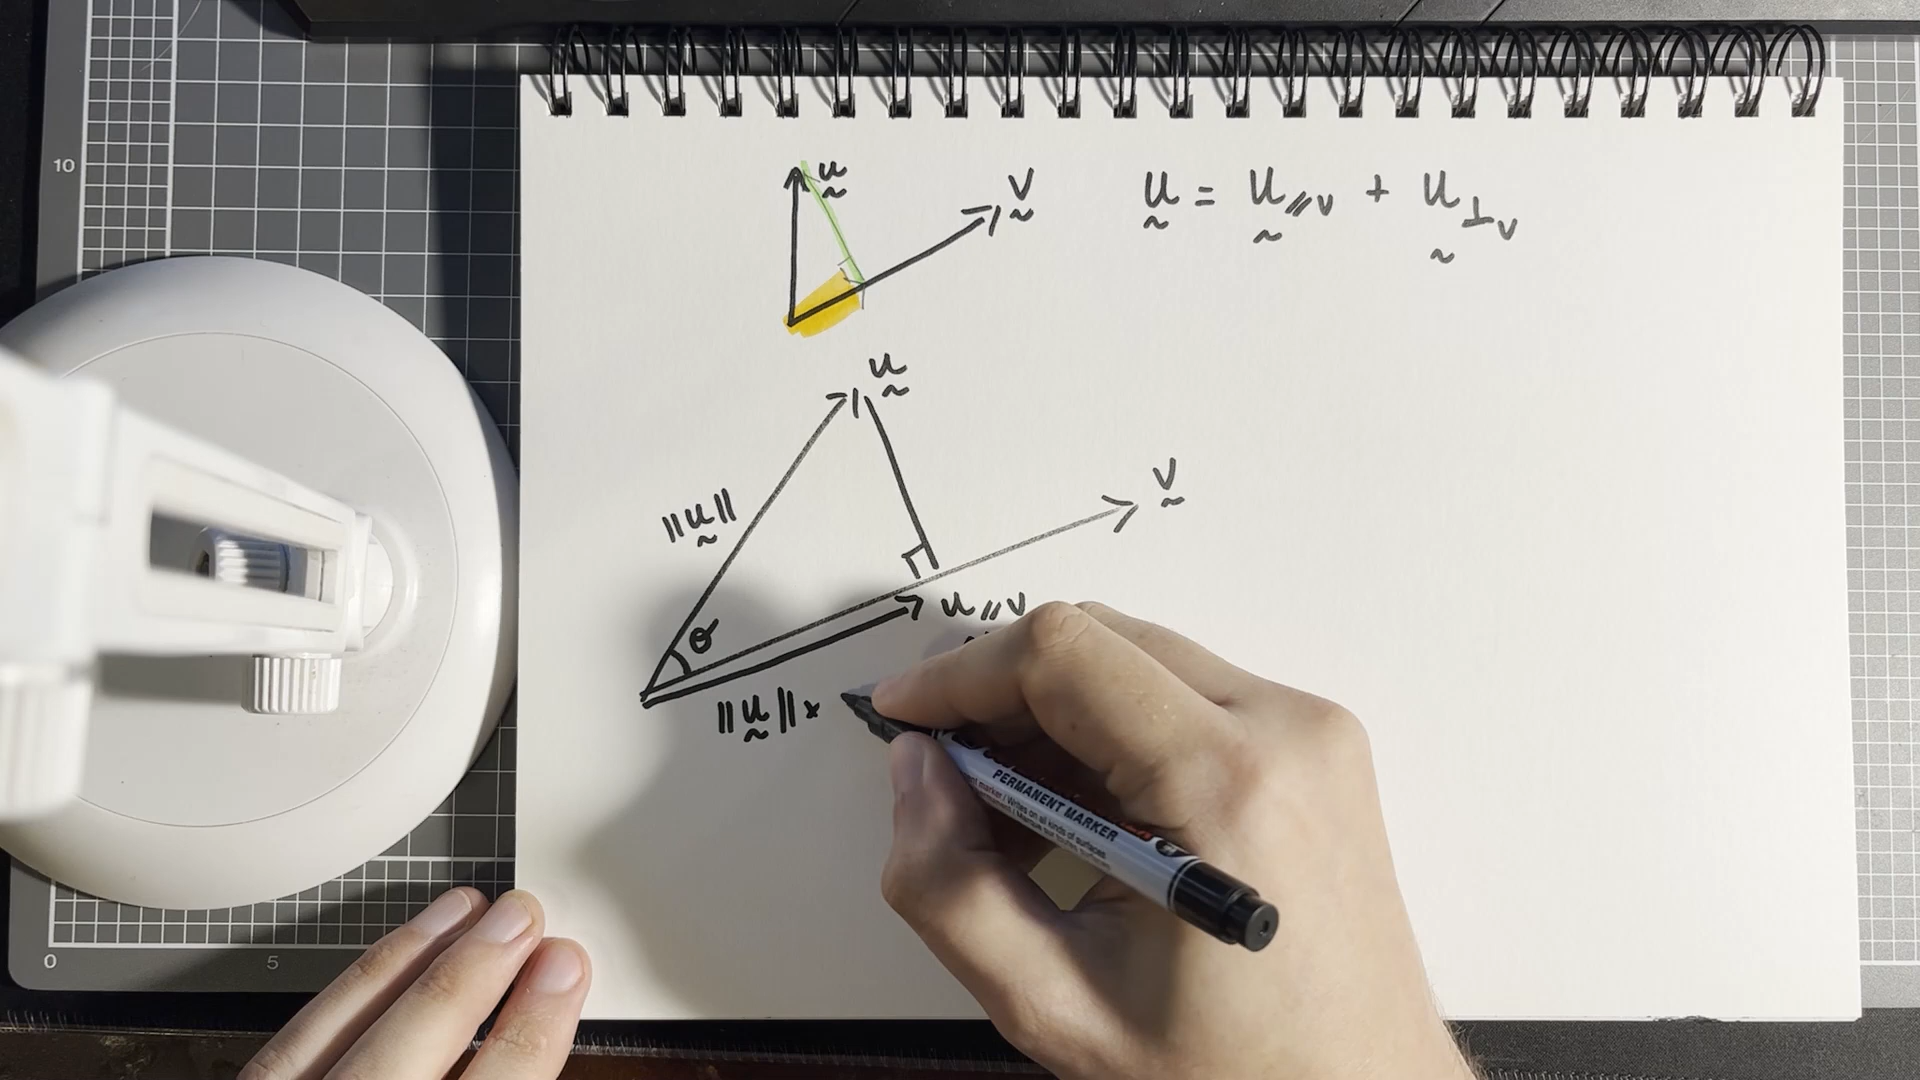 10
u
~
v
~
u = u//v + u⊥v
~ ~ ~
u
~
v
~
||u||
~
θ
u//v
||u|| x
~
PERMANENT MARKER
0
5